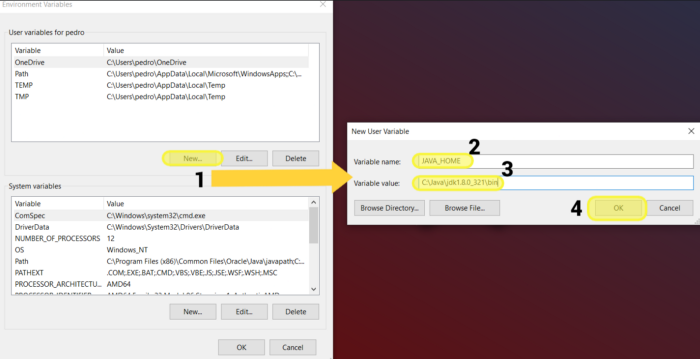 Environment Variables
User variables for pedro
Variable Value
OneDrive C:\Users\pedro\OneDrive
Path C:\Users\pedro\AppData\Local\Microsoft\WindowsApps;;C:\...
TEMP C:\Users\pedro\AppData\Local\Temp
TMP C:\Users\pedro\AppData\Local\Temp
New... Edit... Delete
1
System variables
Variable Value
ComSpec C:\Windows\system32\cmd.exe
DriverData C:\Windows\System32\Drivers\DriverData
NUMBER_OF_PROCESSORS 12
OS Windows_NT
Path C:\Program Files (x86)\Common Files\Oracle\Java\javapath;C:...
PATHEXT .COM;.EXE;.BAT;.CMD;.VBS;.VBE;.JS;.JSE;.WSF;.WSH;.MSC
PROCESSOR_ARCHITECTU... AMD64
New... Edit... Delete
OK Cancel
New User Variable
2
Variable name: JAVA_HOME
3
Variable value: C:\Java\jdk1.8.0_321\bin
Browse Directory... Browse File... 4 OK Cancel